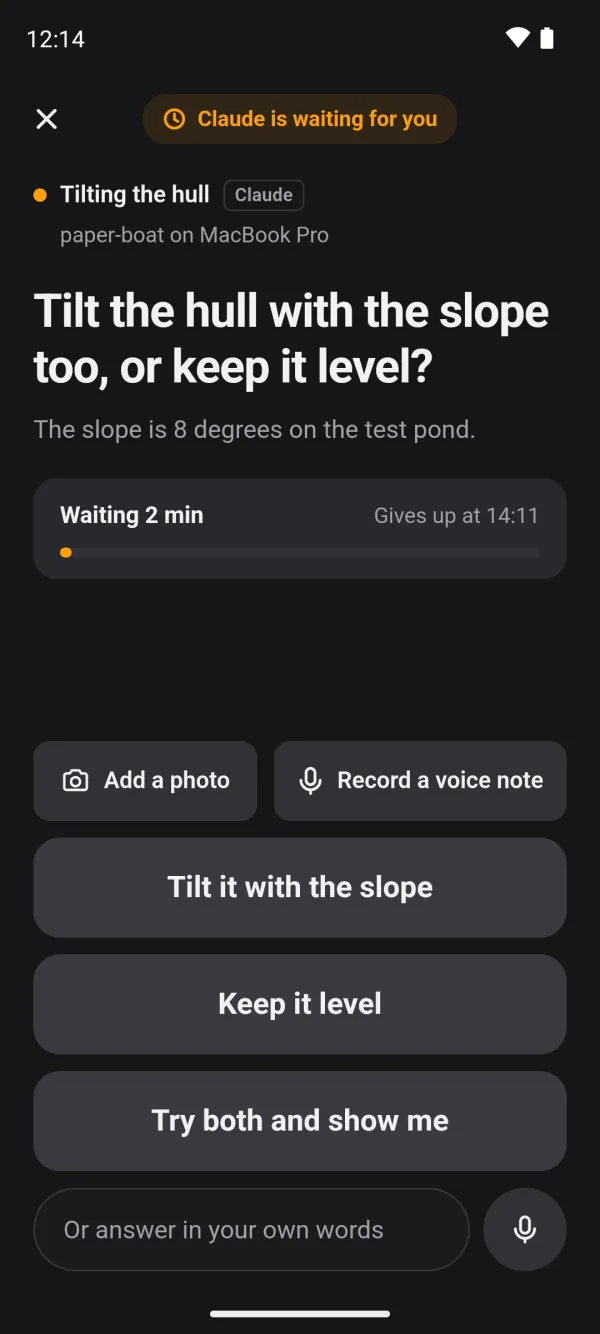 12:14
Claude is waiting for you
Tilting the hull Claude
paper-boat on MacBook Pro
Tilt the hull with the slope
too, or keep it level?
The slope is 8 degrees on the test pond.
Waiting 2 min Gives up at 14:11
Add a photo Record a voice note
Tilt it with the slope
Keep it level
Try both and show me
Or answer in your own words